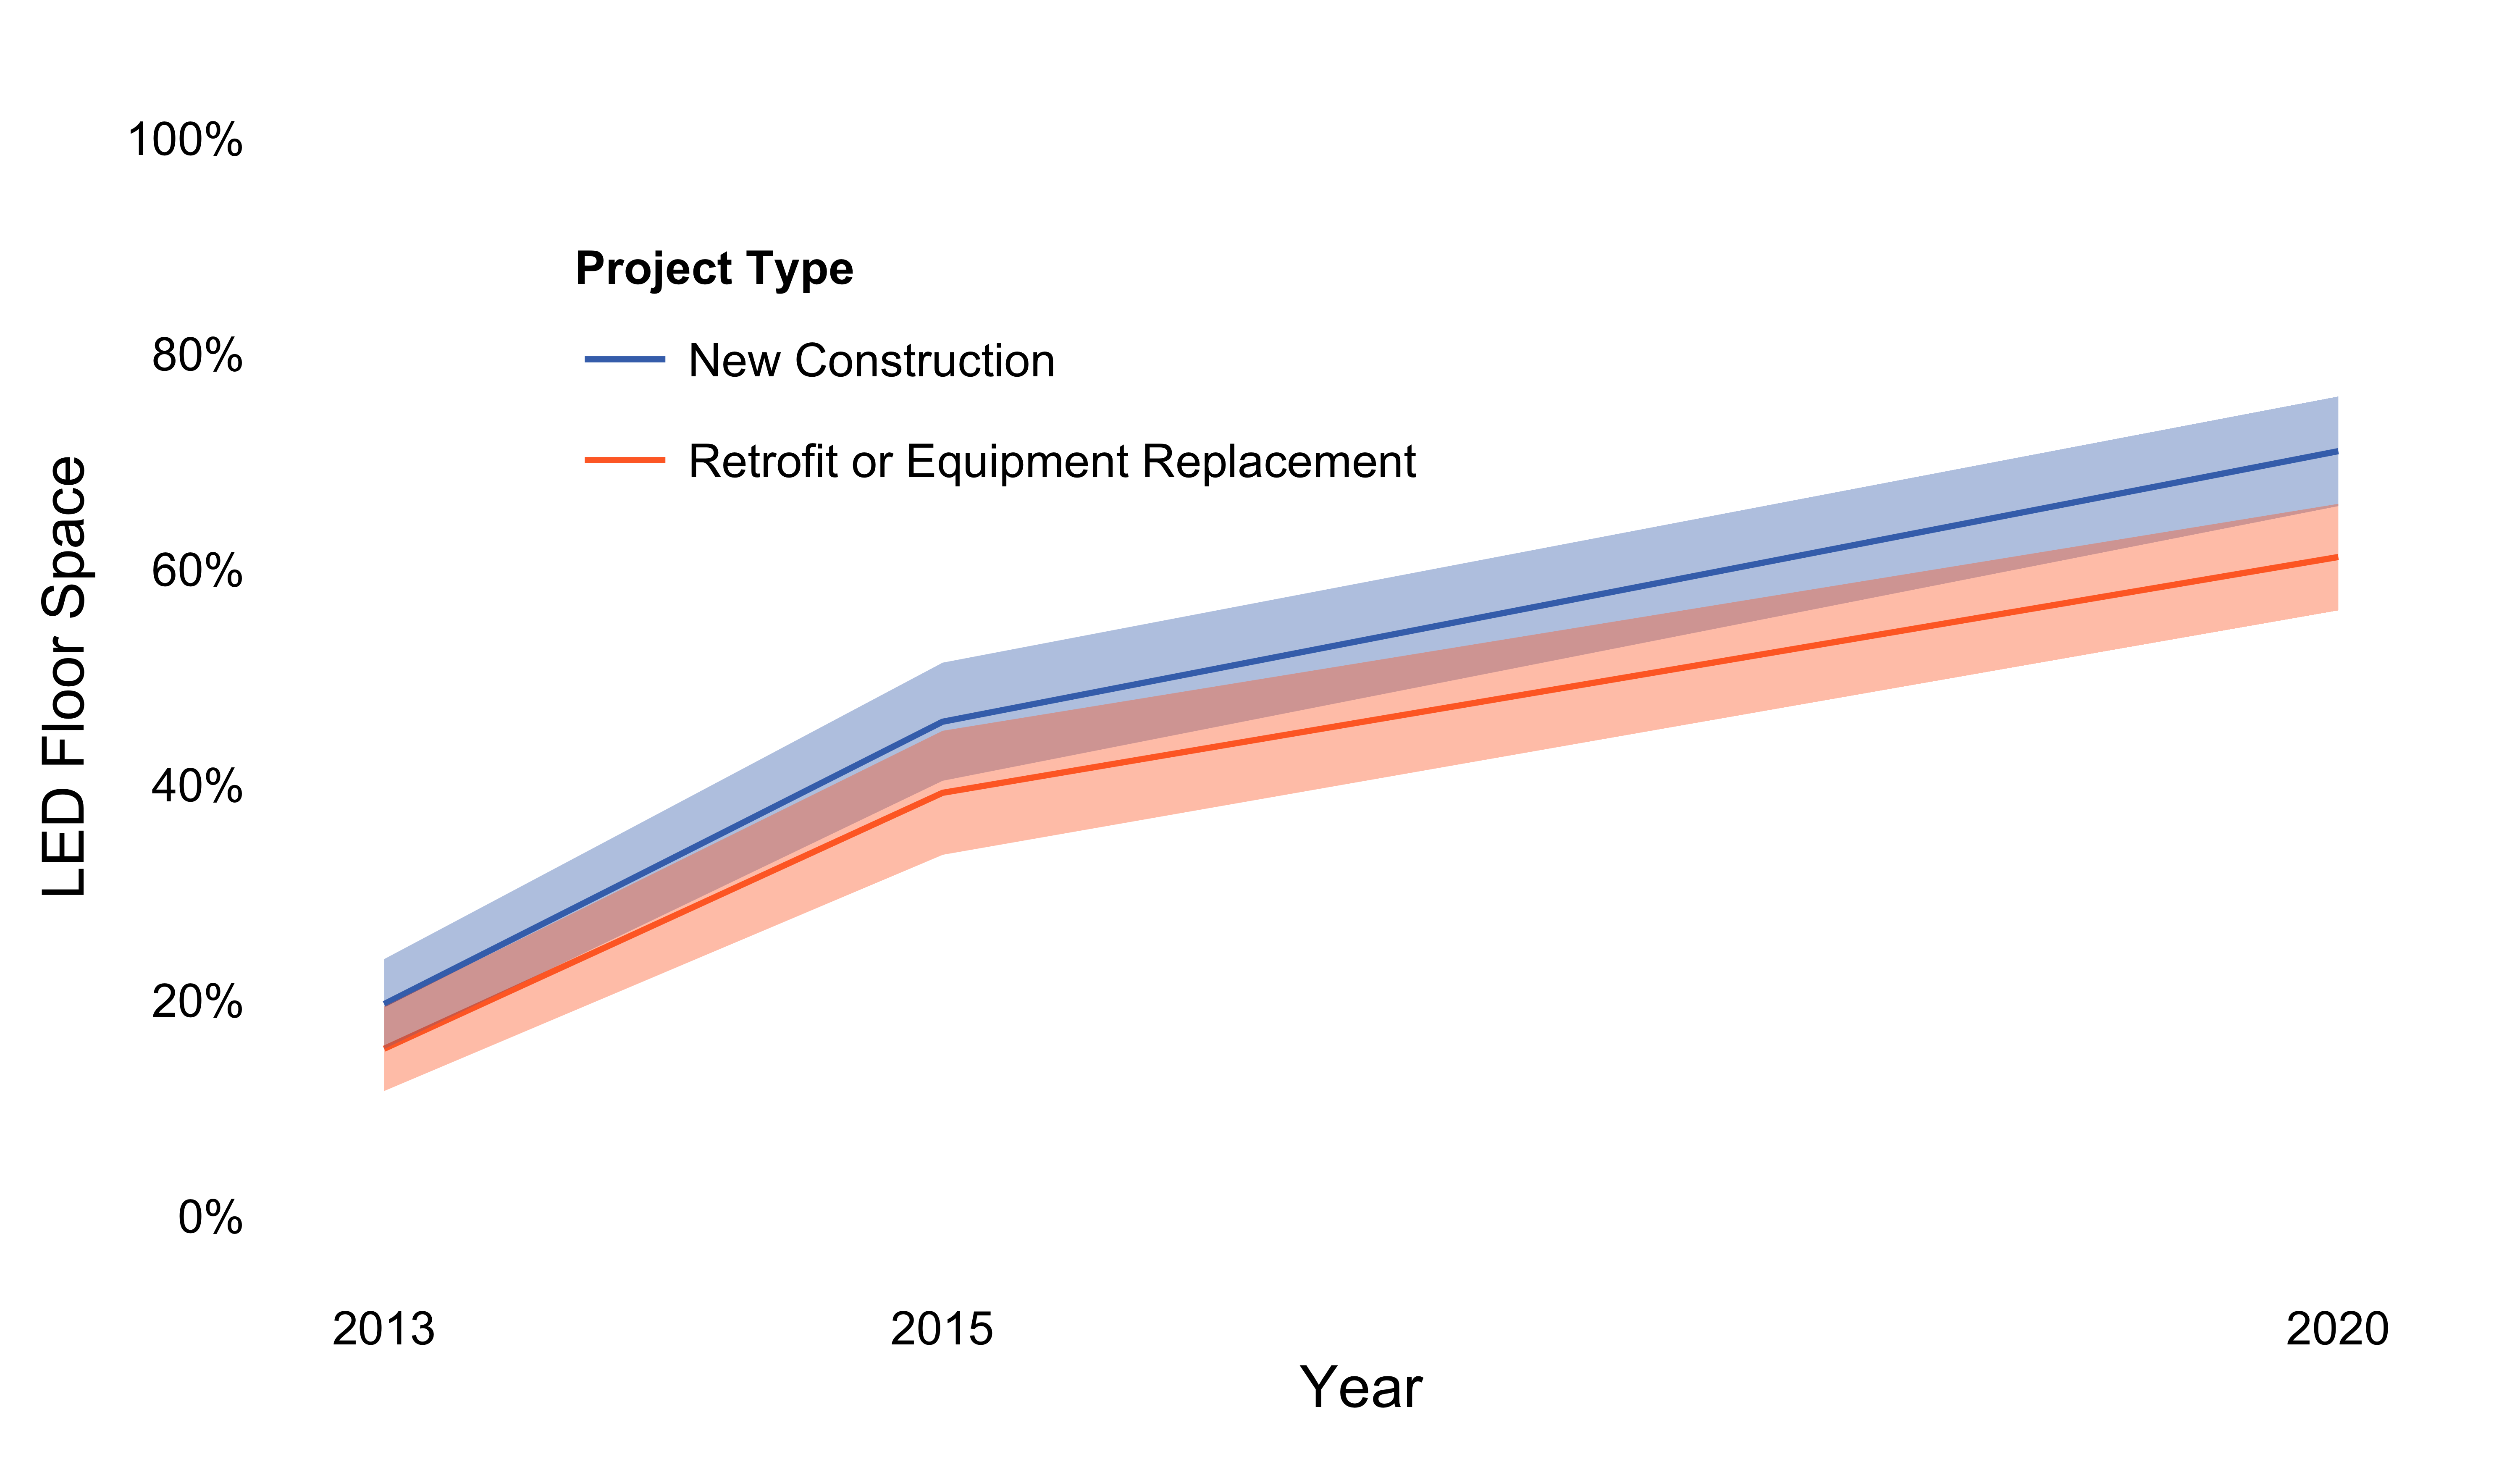 100%
80%
60%
40%
20%
0%
LED Floor Space
Project Type
New Construction
Retrofit or Equipment Replacement
2013
2015
2020
Year